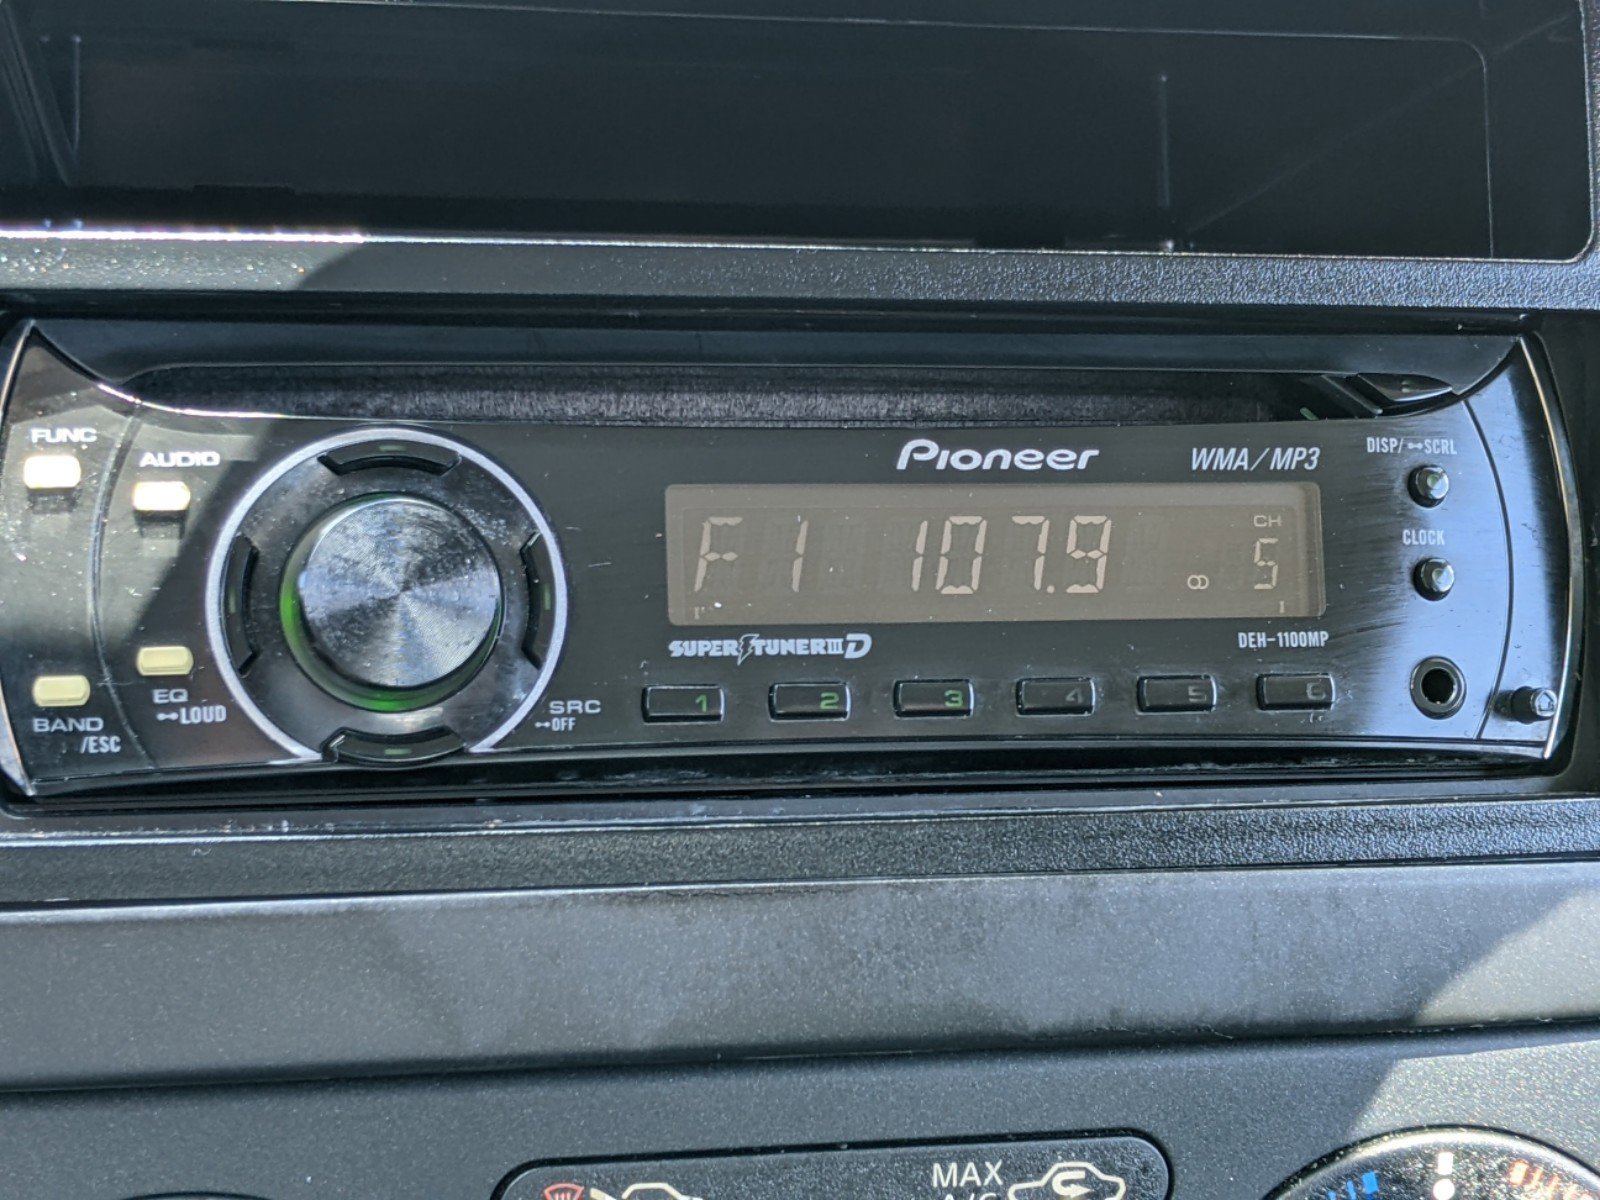 FUNC
AUDIO
Pioneer
WMA/MP3
DISP/ SCRL
CLOCK
F1 107.9
CH
5
SUPER TUNER III D
DEH-1100MP
BAND
/ESC
EQ
LOUD
SRC
OFF
1 2 3 4 5 6
MAX
A/C